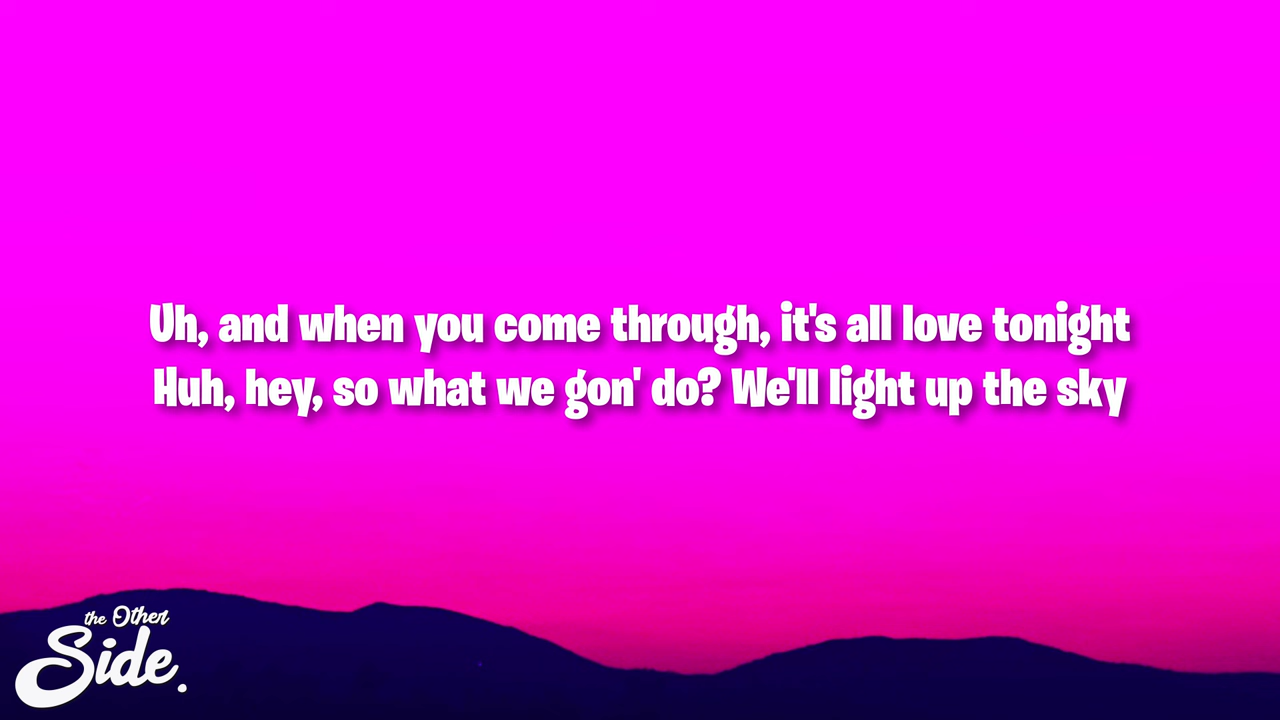 Uh, and when you come through, it's all love tonight
Huh, hey, so what we gon' do? We'll light up the sky
the Other
Side.